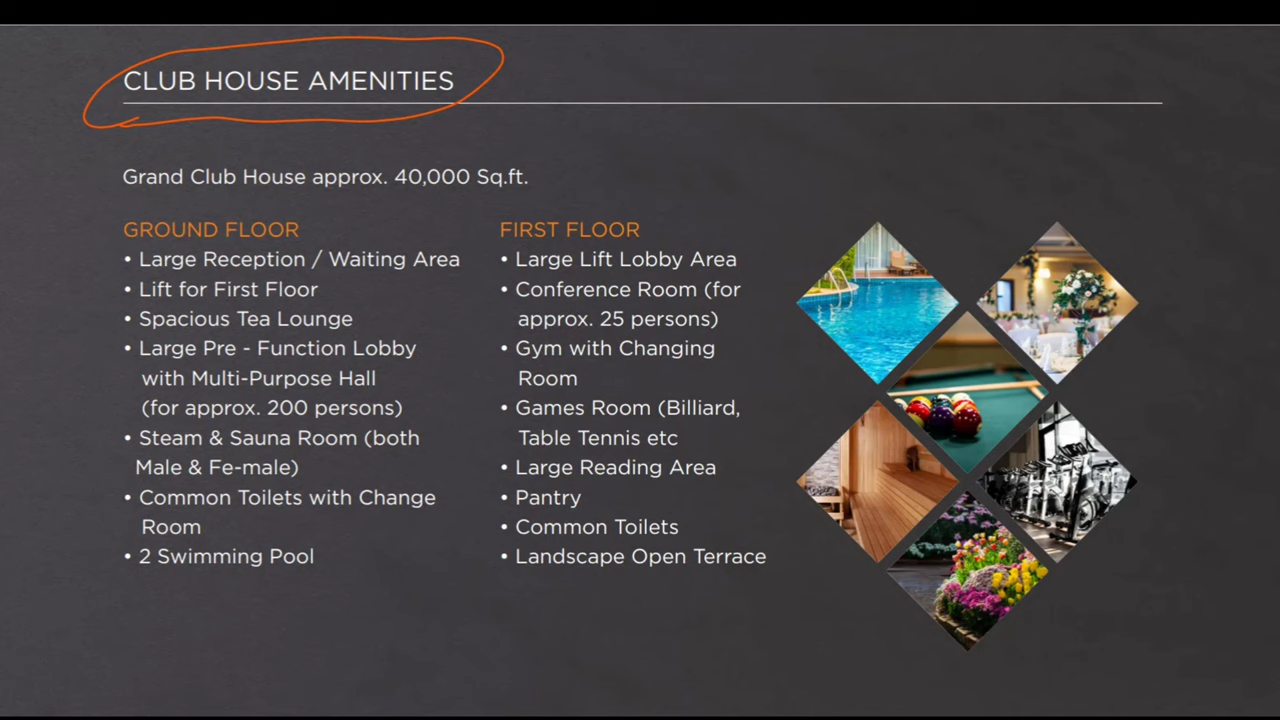 CLUB HOUSE AMENITIES
Grand Club House approx. 40,000 Sq.ft.
GROUND FLOOR
• Large Reception / Waiting Area
• Lift for First Floor
• Spacious Tea Lounge
• Large Pre - Function Lobby
with Multi-Purpose Hall
(for approx. 200 persons)
• Steam & Sauna Room (both
Male & Fe-male)
• Common Toilets with Change
Room
• 2 Swimming Pool
FIRST FLOOR
• Large Lift Lobby Area
• Conference Room (for
approx. 25 persons)
• Gym with Changing
Room
• Games Room (Billiard,
Table Tennis etc
• Large Reading Area
• Pantry
• Common Toilets
• Landscape Open Terrace